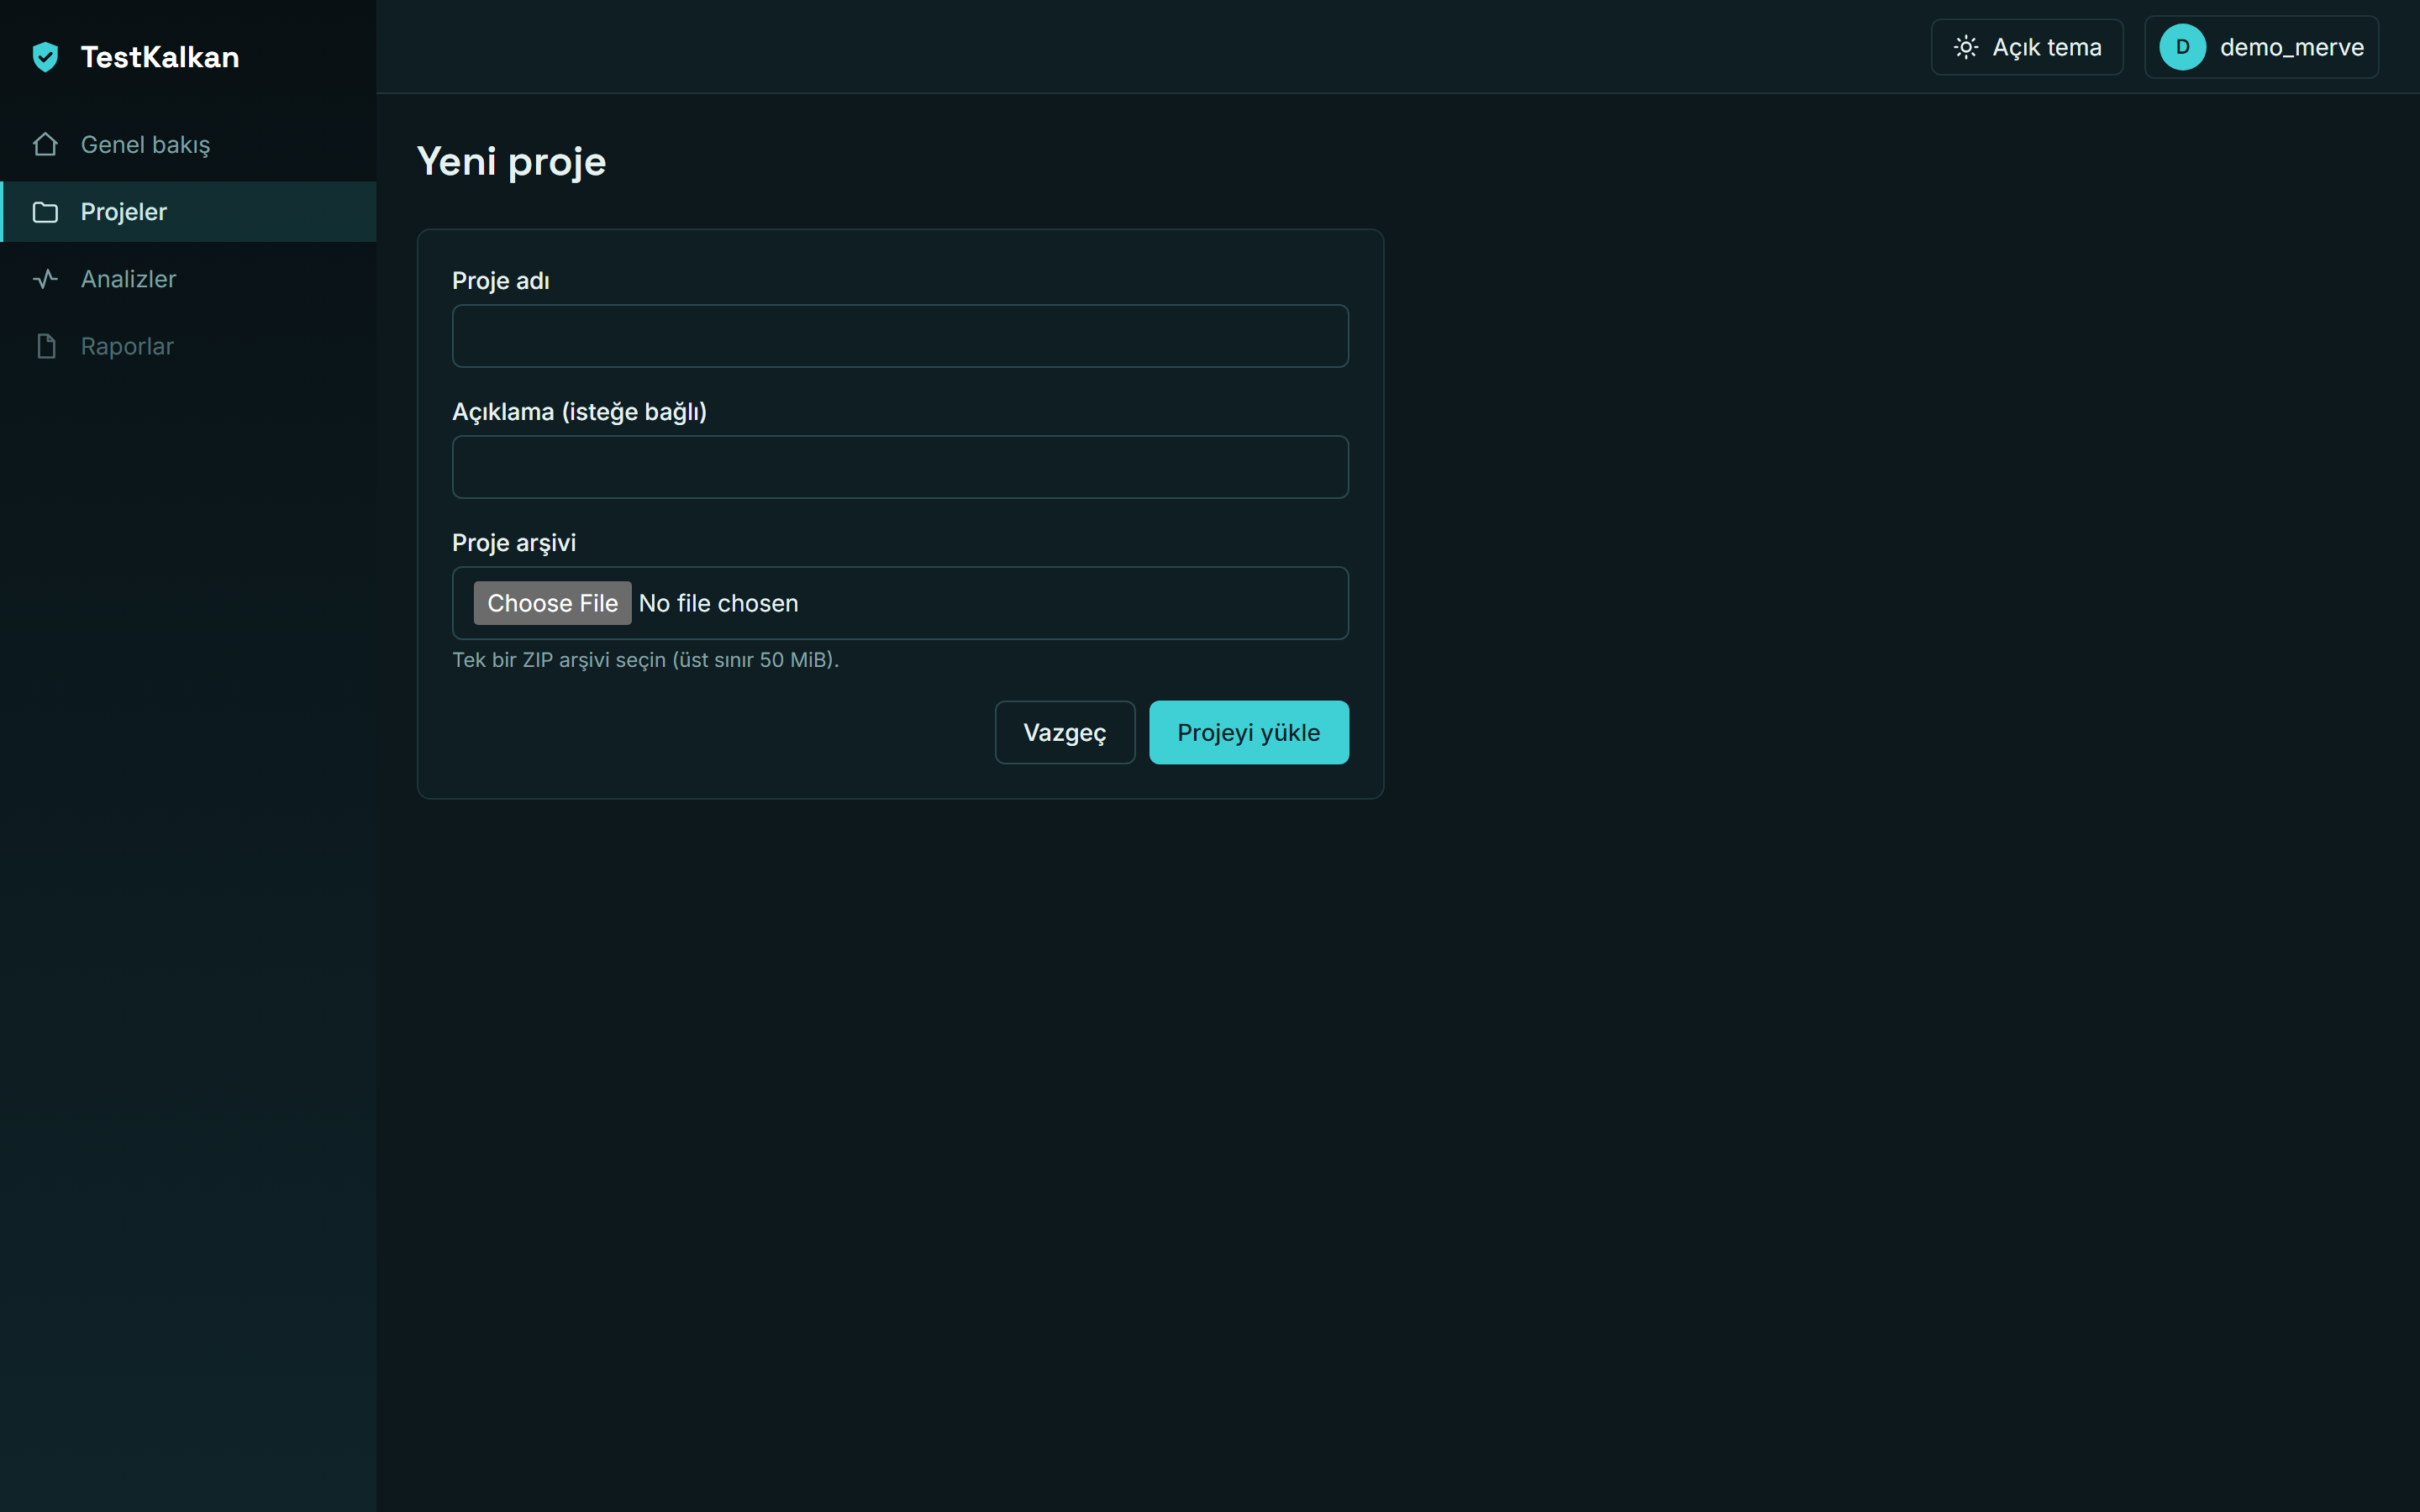 TestKalkan
Açık tema
D demo_merve
Genel bakış
Projeler
Analizler
Raporlar
Yeni proje
Proje adı
Açıklama (isteğe bağlı)
Proje arşivi
Choose File No file chosen
Tek bir ZIP arşivi seçin (üst sınır 50 MiB).
Vazgeç
Projeyi yükle